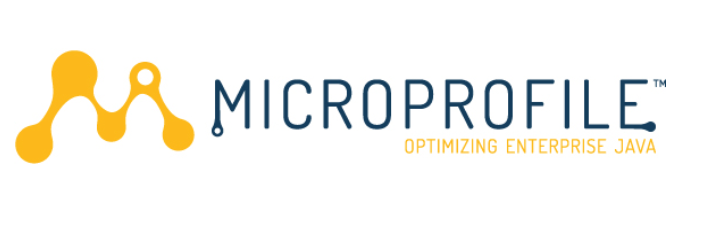 MICROPROFILE™
OPTIMIZING ENTERPRISE JAVA